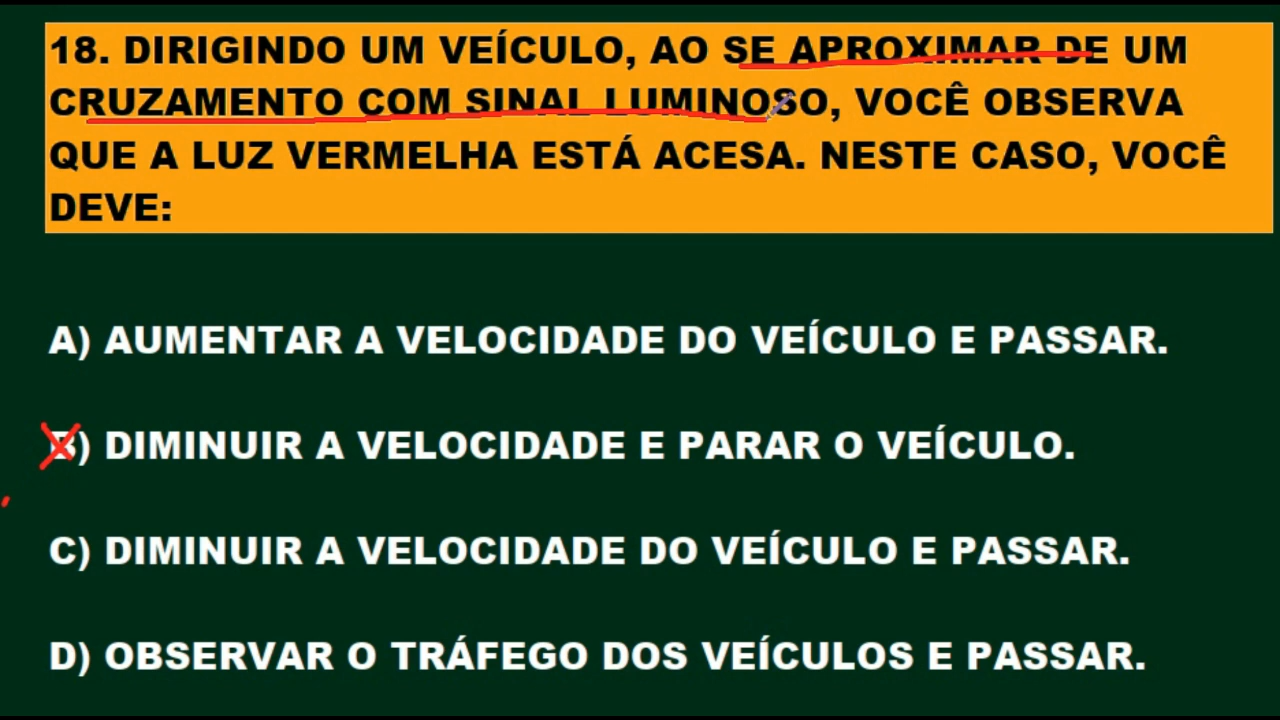 18. DIRIGINDO UM VEÍCULO, AO SE APROXIMAR DE UM
CRUZAMENTO COM SINAL LUMINOSO, VOCÊ OBSERVA
QUE A LUZ VERMELHA ESTÁ ACESA. NESTE CASO, VOCÊ
DEVE:
A) AUMENTAR A VELOCIDADE DO VEÍCULO E PASSAR.
B) DIMINUIR A VELOCIDADE E PARAR O VEÍCULO.
C) DIMINUIR A VELOCIDADE DO VEÍCULO E PASSAR.
D) OBSERVAR O TRÁFEGO DOS VEÍCULOS E PASSAR.